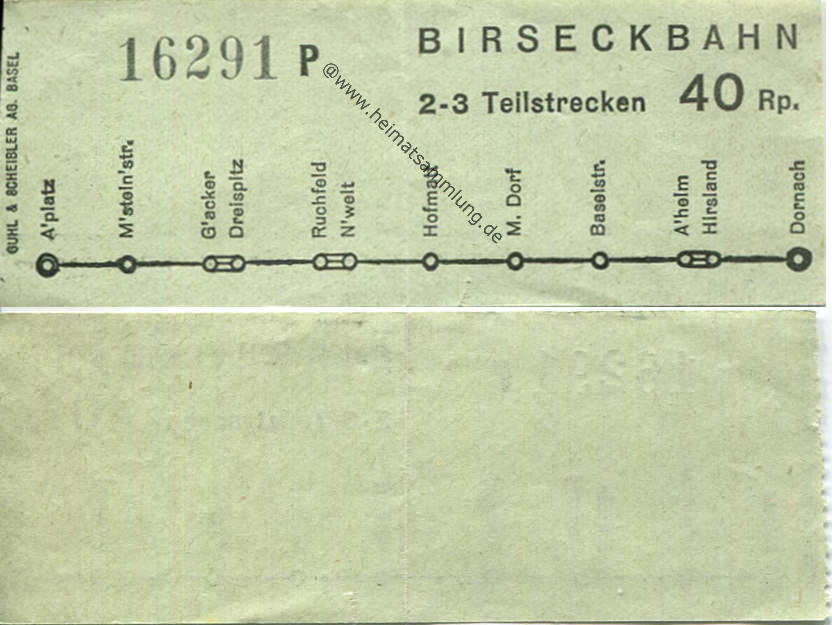 GUHL & SCHEIBLER AG. BASEL
16291 P
BIRSECKBAHN
2-3 Teilstrecken 40 Rp.
@www.heimatsammlung.de
A'platz
M'stein'str.
G'acker
Dreispitz
Ruchfeld
N'welt
Hofmatt
M. Dorf
Baselstr.
A'heim
Hirsland
Dornach